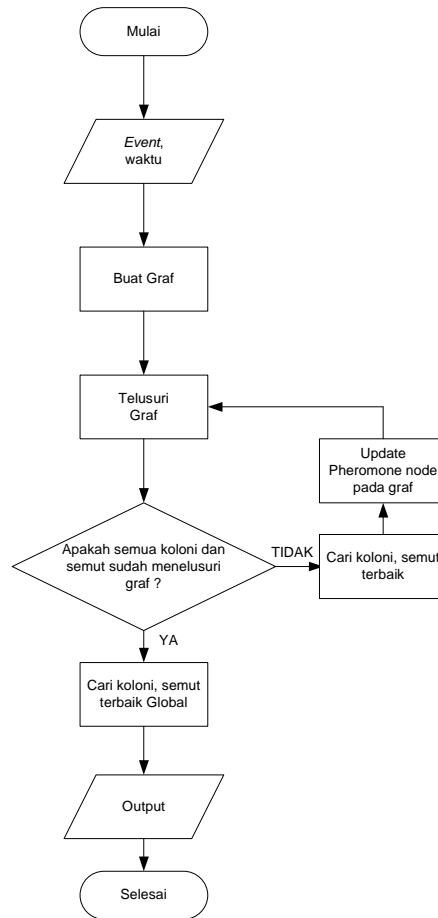 Mulai
Event,
waktu
Buat Graf
Telusuri
Graf
Update
Pheromone node
pada graf
Apakah semua koloni dan
semut sudah menelusuri
graf ?
TIDAK
Cari koloni, semut
terbaik
YA
Cari koloni, semut
terbaik Global
Output
Selesai